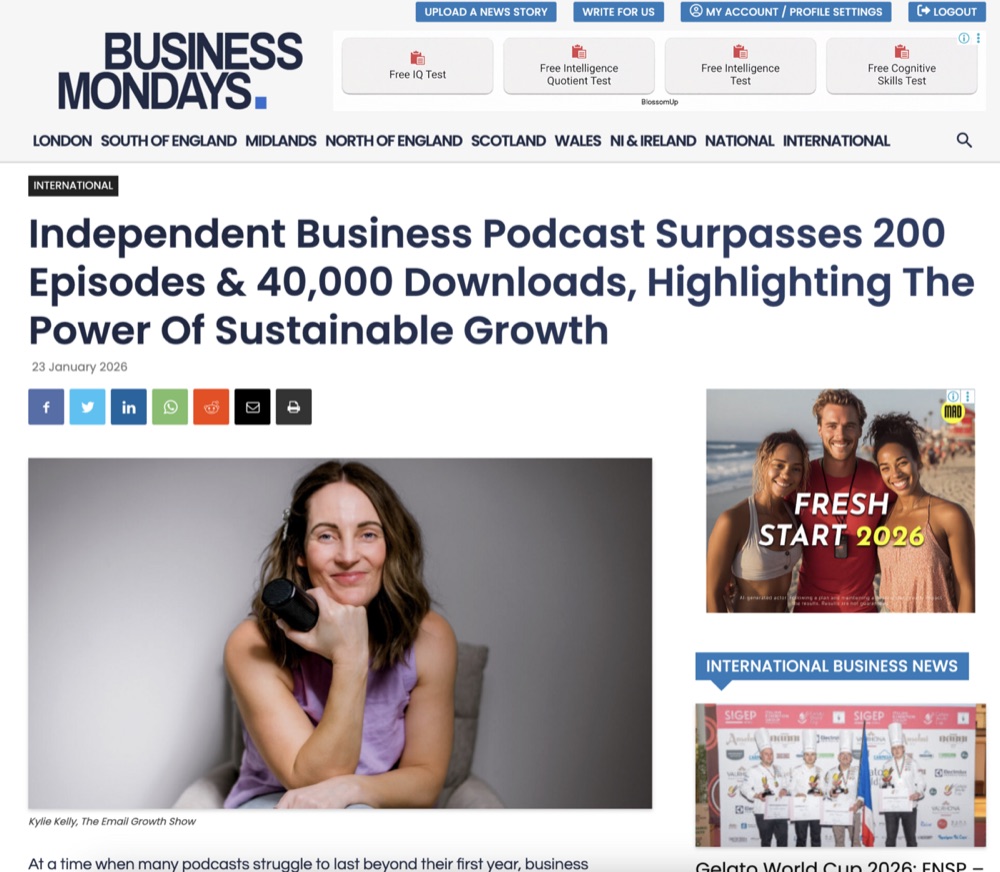 UPLOAD A NEWS STORY
WRITE FOR US
MY ACCOUNT / PROFILE SETTINGS
LOGOUT
BUSINESS
MONDAYS.
Free IQ Test
Free Intelligence
Quotient Test
Free Intelligence
Test
Free Cognitive
Skills Test
BlossomUp
LONDON SOUTH OF ENGLAND MIDLANDS NORTH OF ENGLAND SCOTLAND WALES NI & IRELAND NATIONAL INTERNATIONAL
INTERNATIONAL
Independent Business Podcast Surpasses 200
Episodes & 40,000 Downloads, Highlighting The
Power Of Sustainable Growth
23 January 2026
f
in
MAD
FRESH
START 2026
INTERNATIONAL BUSINESS NEWS
SIGEP
SIGEP
Kylie Kelly, The Email Growth Show
At a time when many podcasts struggle to last beyond their first year, business
Gelato World Cup 2026: ENSP –